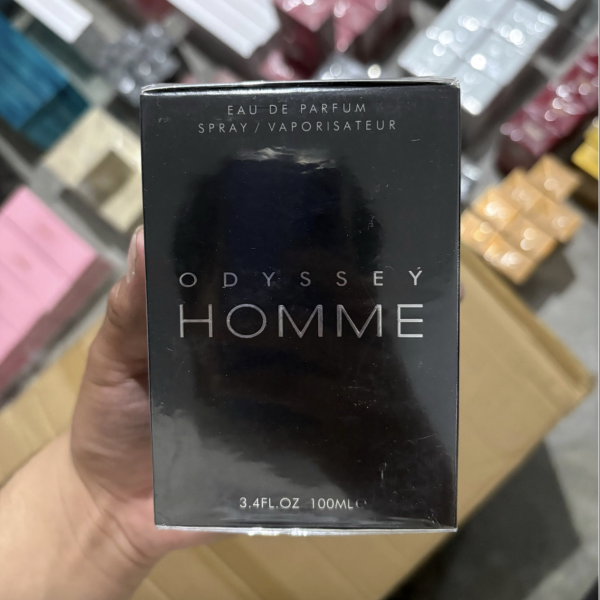 EAU DE PARFUM
SPRAY / VAPORISATEUR
ODYSSEY
HOMME
3.4FL.OZ 100ML℮